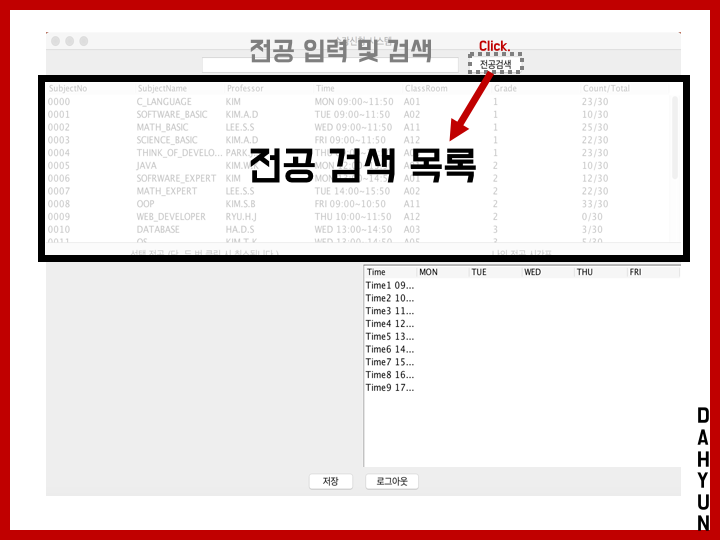 전공 입력 및 검색
Click.
전공검색
SubjectNo SubjectName Professor Time ClassRoom Grade Count/Total
0000 C_LANGUAGE KIM MON 09:00~11:50 A01 1 23/30
0001 SOFTWARE_BASIC KIM.A.D TUE 09:00~11:50 A02 1 10/30
0002 MATH_BASIC LEE.S.S WED 09:00~11:50 A11 1 25/30
0003 SCIENCE_BASIC KIM.A.D FRI 09:00~11:50 A12 1 22/30
0004 THINK_OF_DEVELO... 1 23/30
0005 JAVA 2 10/30
0006 SOFRWARE_EXPERT KIM 2 12/30
0007 MATH_EXPERT LEE.S.S TUE 14:00~15:50 A02 2 22/30
0008 OOP KIM.S.B FRI 09:00~10:50 A11 2 33/30
0009 WEB_DEVELOPER RYU.H.J THU 10:00~11:50 A12 2 0/30
0010 DATABASE HA.D.S WED 13:00~14:50 A03 3 3/30
0011 OS KIM.T.K WED 13:00~14:50 A05 3 5/30
전공 검색 목록
Time MON TUE WED THU FRI
Time1 09...
Time2 10...
Time3 11...
Time4 12...
Time5 13...
Time6 14...
Time7 15...
Time8 16...
Time9 17...
저장 로그아웃
DAHYUN